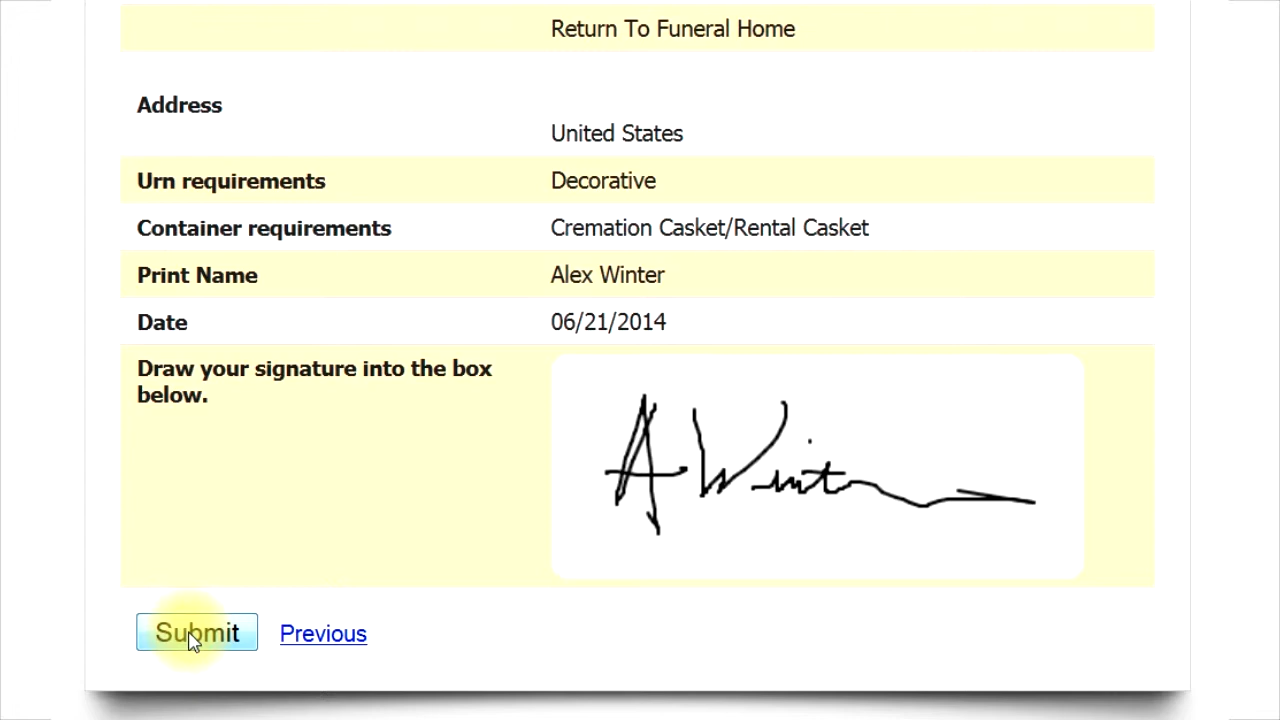 Return To Funeral Home
Address
United States
Urn requirements Decorative
Container requirements Cremation Casket/Rental Casket
Print Name Alex Winter
Date 06/21/2014
Draw your signature into the box
below.
A Winter
Submit Previous